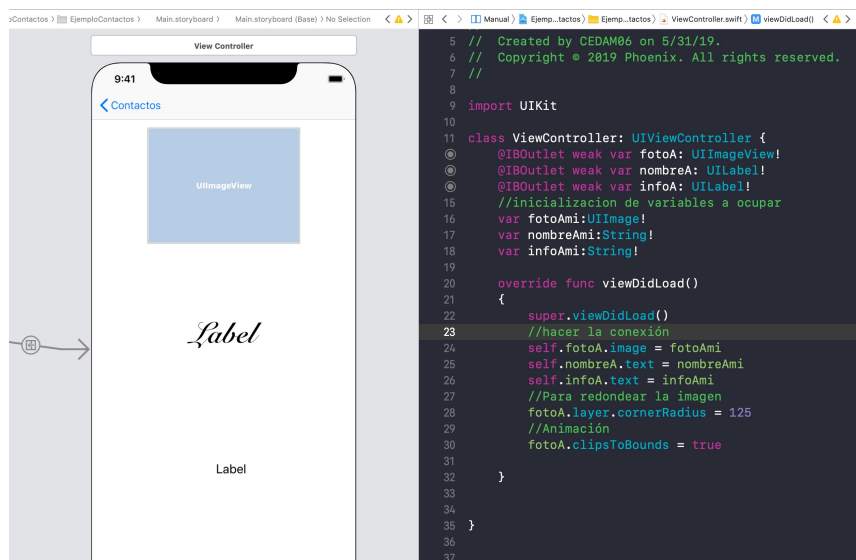 oContactos › EjemploContactos › Main.storyboard › Main.storyboard (Base) › No Selection
View Controller
9:41
Contactos
UIImageView
Label
Label
Manual › Ejemp...tactos › Ejemp...tactos › ViewController.swift › M viewDidLoad()
5 // Created by CEDAM06 on 5/31/19.
6 // Copyright © 2019 Phoenix. All rights reserved.
7 //
8
9 import UIKit
10
11 class ViewController: UIViewController {
@IBOutlet weak var fotoA: UIImageView!
@IBOutlet weak var nombreA: UILabel!
@IBOutlet weak var infoA: UILabel!
15 //inicializacion de variables a ocupar
16 var fotoAmi:UIImage!
17 var nombreAmi:String!
18 var infoAmi:String!
19
20 override func viewDidLoad()
21 {
22 super.viewDidLoad()
23 //hacer la conexión
24 self.fotoA.image = fotoAmi
25 self.nombreA.text = nombreAmi
26 self.infoA.text = infoAmi
27 //Para redondear la imagen
28 fotoA.layer.cornerRadius = 125
29 //Animación
30 fotoA.clipsToBounds = true
31
32 }
33
34
35 }
36
37